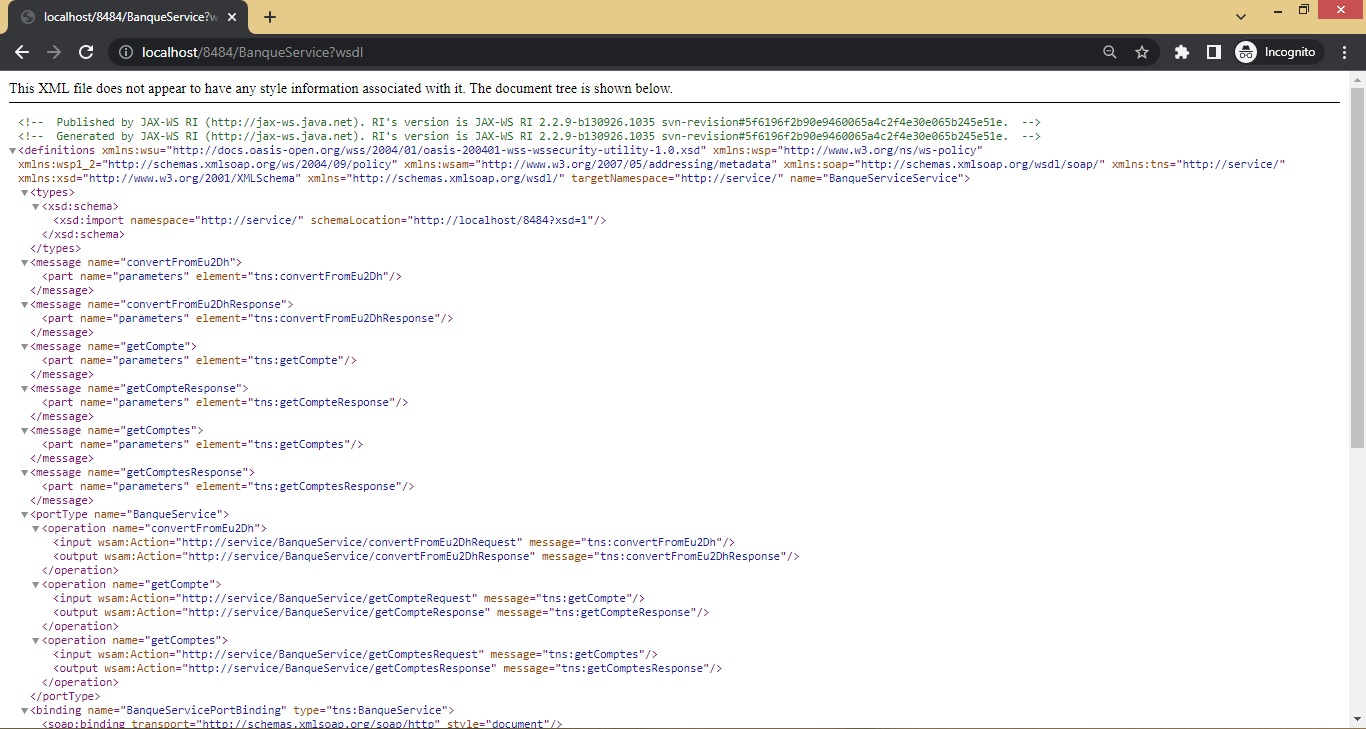 localhost/8484/BanqueService?w
localhost/8484/BanqueService?wsdl
Incognito
This XML file does not appear to have any style information associated with it. The document tree is shown below.
<!-- Published by JAX-WS RI (http://jax-ws.java.net). RI's version is JAX-WS RI 2.2.9-b130926.1035 svn-revision#5f6196f2b90e9460065a4c2f4e30e065b245e51e. -->
<!-- Generated by JAX-WS RI (http://jax-ws.java.net). RI's version is JAX-WS RI 2.2.9-b130926.1035 svn-revision#5f6196f2b90e9460065a4c2f4e30e065b245e51e. -->
<definitions xmlns:wsu="http://docs.oasis-open.org/wss/2004/01/oasis-200401-wss-wssecurity-utility-1.0.xsd" xmlns:wsp="http://www.w3.org/ns/ws-policy"
xmlns:wsp1_2="http://schemas.xmlsoap.org/ws/2004/09/policy" xmlns:wsam="http://www.w3.org/2007/05/addressing/metadata" xmlns:soap="http://schemas.xmlsoap.org/wsdl/soap/" xmlns:tns="http://service/"
xmlns:xsd="http://www.w3.org/2001/XMLSchema" xmlns="http://schemas.xmlsoap.org/wsdl/" targetNamespace="http://service/" name="BanqueServiceService">
<types>
<xsd:schema>
<xsd:import namespace="http://service/" schemaLocation="http://localhost/8484?xsd=1"/>
</xsd:schema>
</types>
<message name="convertFromEu2Dh">
<part name="parameters" element="tns:convertFromEu2Dh"/>
</message>
<message name="convertFromEu2DhResponse">
<part name="parameters" element="tns:convertFromEu2DhResponse"/>
</message>
<message name="getCompte">
<part name="parameters" element="tns:getCompte"/>
</message>
<message name="getCompteResponse">
<part name="parameters" element="tns:getCompteResponse"/>
</message>
<message name="getComptes">
<part name="parameters" element="tns:getComptes"/>
</message>
<message name="getComptesResponse">
<part name="parameters" element="tns:getComptesResponse"/>
</message>
<portType name="BanqueService">
<operation name="convertFromEu2Dh">
<input wsam:Action="http://service/BanqueService/convertFromEu2DhRequest" message="tns:convertFromEu2Dh"/>
<output wsam:Action="http://service/BanqueService/convertFromEu2DhResponse" message="tns:convertFromEu2DhResponse"/>
</operation>
<operation name="getCompte">
<input wsam:Action="http://service/BanqueService/getCompteRequest" message="tns:getCompte"/>
<output wsam:Action="http://service/BanqueService/getCompteResponse" message="tns:getCompteResponse"/>
</operation>
<operation name="getComptes">
<input wsam:Action="http://service/BanqueService/getComptesRequest" message="tns:getComptes"/>
<output wsam:Action="http://service/BanqueService/getComptesResponse" message="tns:getComptesResponse"/>
</operation>
</portType>
<binding name="BanqueServicePortBinding" type="tns:BanqueService">
<soap:binding transport="http://schemas.xmlsoap.org/soap/http" style="document"/>